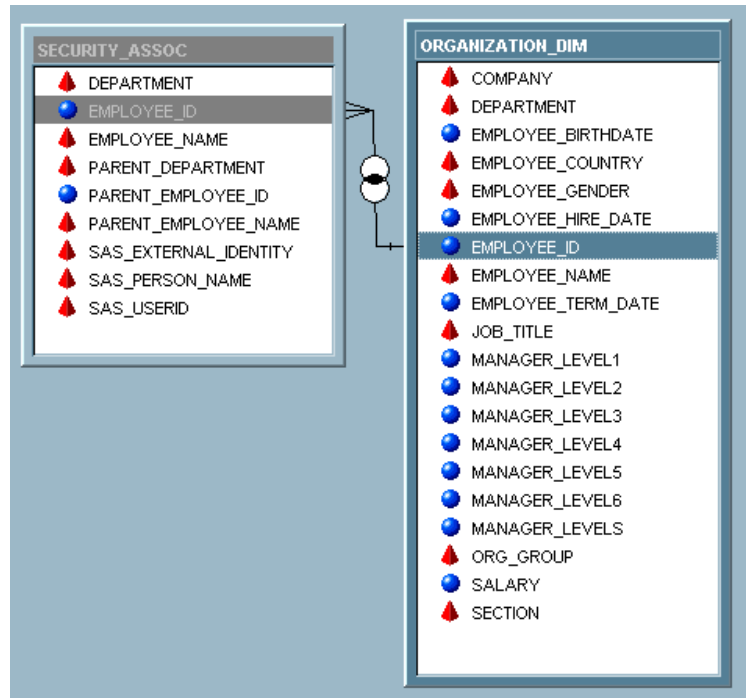 SECURITY_ASSOC
DEPARTMENT
EMPLOYEE_ID
EMPLOYEE_NAME
PARENT_DEPARTMENT
PARENT_EMPLOYEE_ID
PARENT_EMPLOYEE_NAME
SAS_EXTERNAL_IDENTITY
SAS_PERSON_NAME
SAS_USERID
ORGANIZATION_DIM
COMPANY
DEPARTMENT
EMPLOYEE_BIRTHDATE
EMPLOYEE_COUNTRY
EMPLOYEE_GENDER
EMPLOYEE_HIRE_DATE
EMPLOYEE_ID
EMPLOYEE_NAME
EMPLOYEE_TERM_DATE
JOB_TITLE
MANAGER_LEVEL1
MANAGER_LEVEL2
MANAGER_LEVEL3
MANAGER_LEVEL4
MANAGER_LEVEL5
MANAGER_LEVEL6
MANAGER_LEVELS
ORG_GROUP
SALARY
SECTION